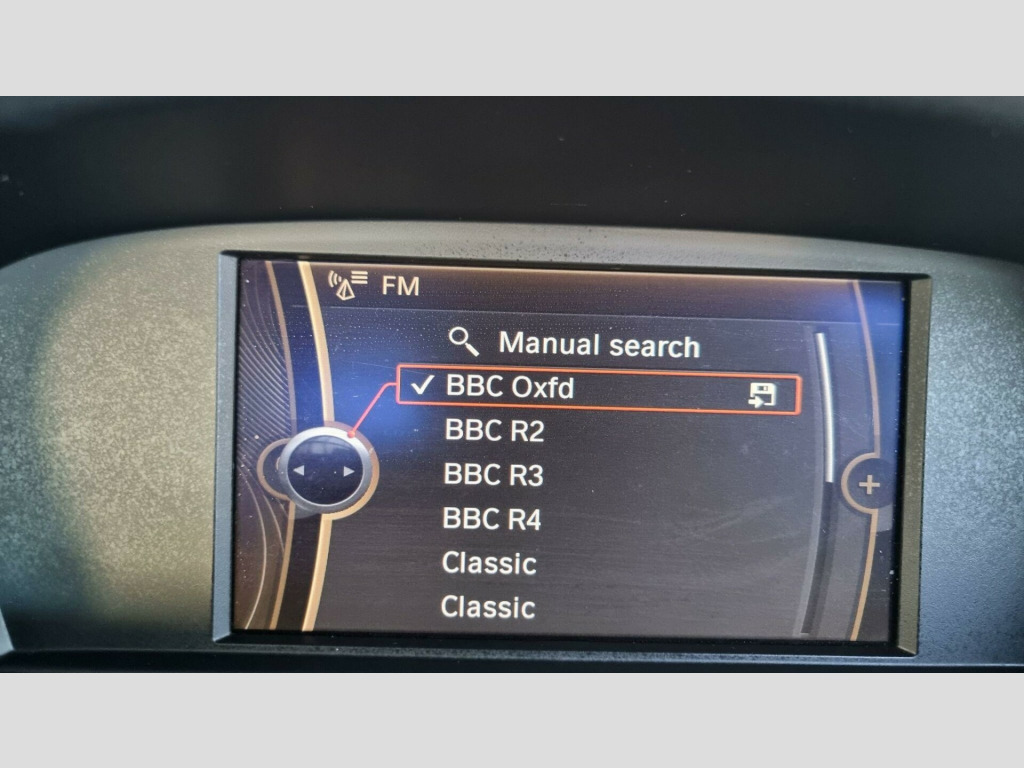 FM
Manual search
BBC Oxfd
BBC R2
BBC R3
BBC R4
Classic
Classic